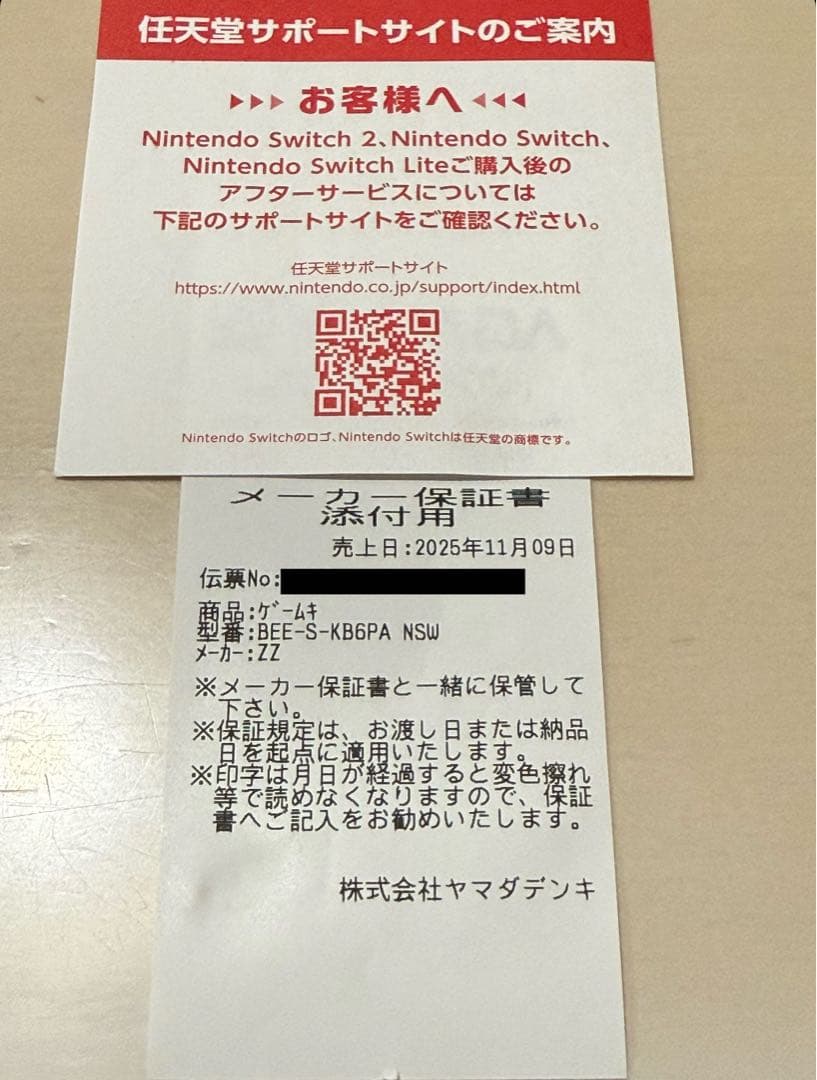 任天堂サポートサイトのご案内
▶▶▶ お客様へ ◀◀◀
Nintendo Switch 2、Nintendo Switch、
Nintendo Switch Liteご購入後の
アフターサービスについては
下記のサポートサイトをご確認ください。
任天堂サポートサイト
https://www.nintendo.co.jp/support/index.html
Nintendo Switchのロゴ、Nintendo Switchは任天堂の商標です。
メーカー保証書
添付用
売上日:2025年11月09日
伝票No:
商品:ｹﾞｰﾑｷ
型番:BEE-S-KB6PA NSW
ﾒｰｶｰ:ZZ
※メーカー保証書と一緒に保管して
下さい。
※保証規定は、お渡し日または納品
日を起点に適用いたします。
※印字は月日が経過すると変色擦れ
等で読めなくなりますので、保証
書へご記入をお勧めいたします。
株式会社ヤマダデンキ